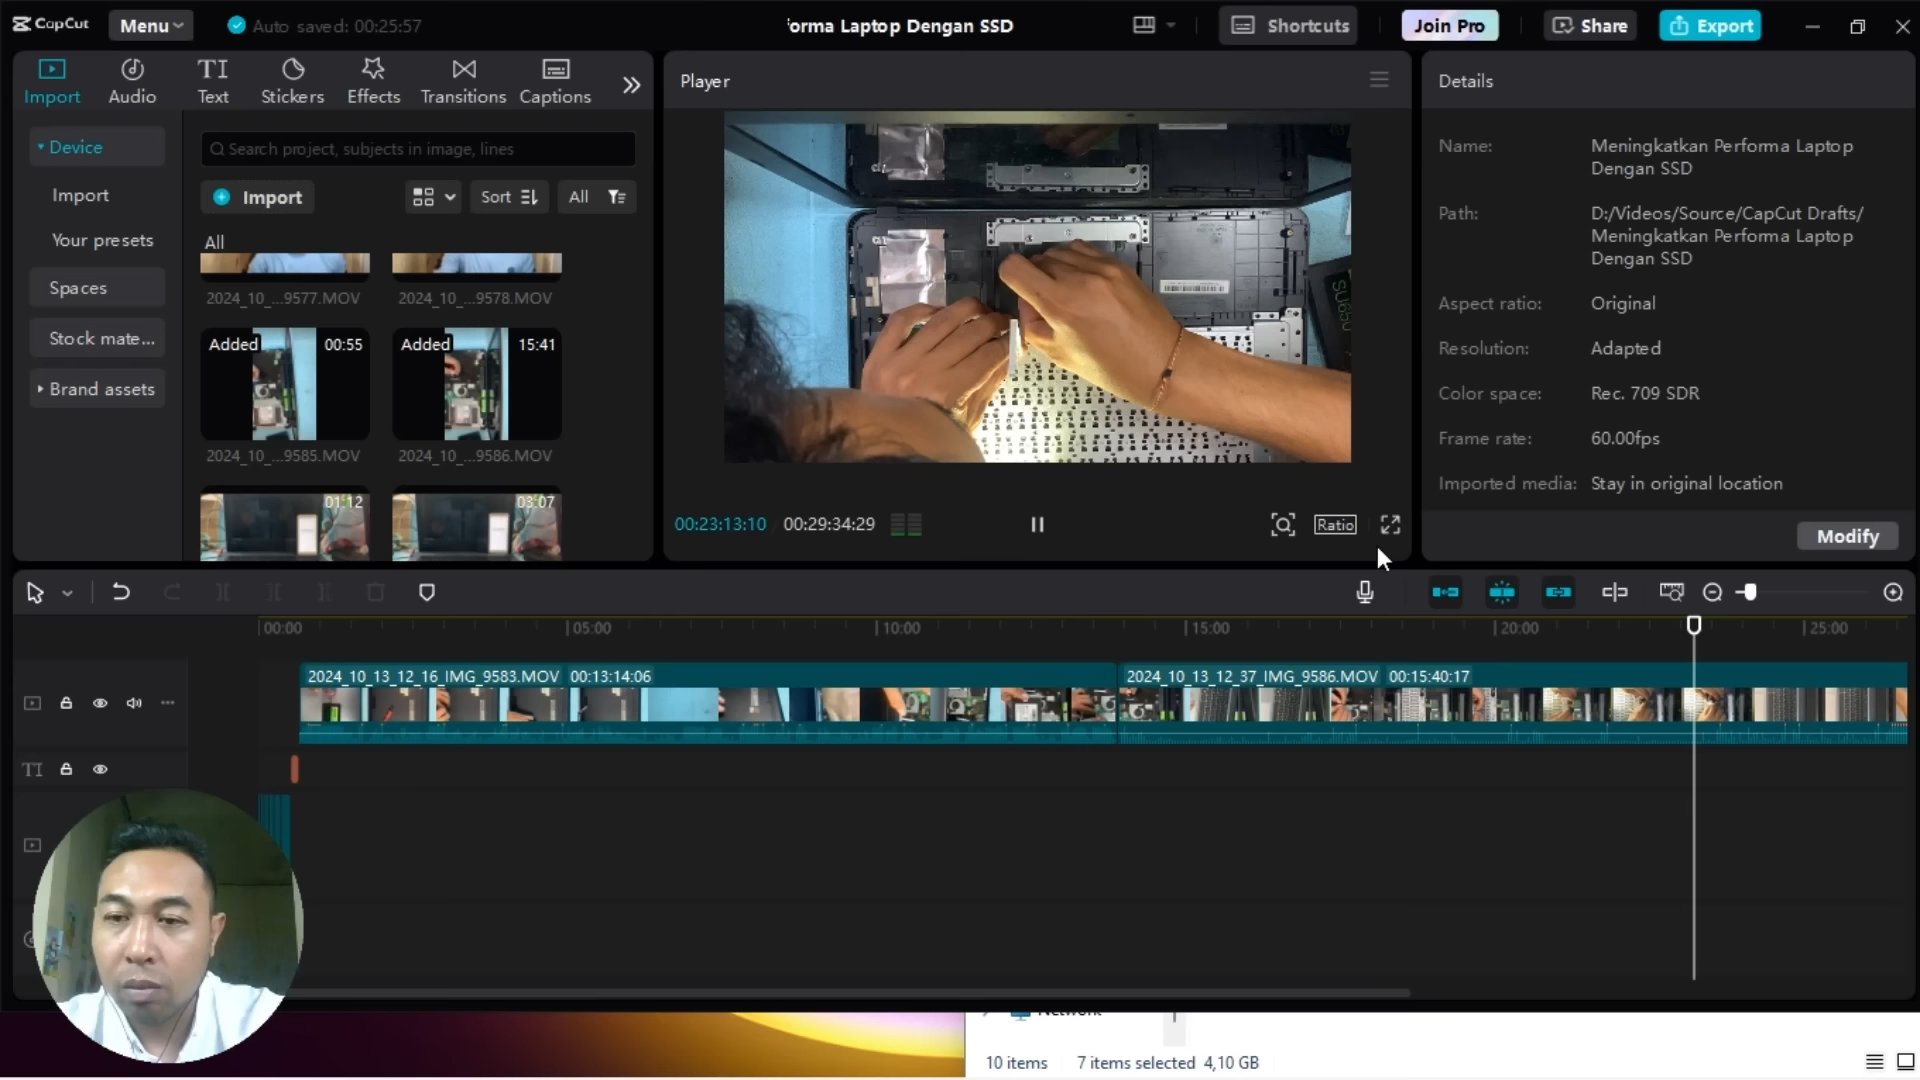 CapCut
Menu
Auto saved: 00:25:57
forma Laptop Dengan SSD
Shortcuts
Join Pro
Share
Export
Import
Audio
TI
Text
Stickers
Effects
Transitions
Captions
Player
Details
Device
Import
Your presets
Spaces
Stock mate...
Brand assets
Search project, subjects in image, lines
Import
Sort
All
All
2024_10_...9577.MOV
2024_10_...9578.MOV
Added
00:55
Added
15:41
2024_10_...9585.MOV
2024_10_...9586.MOV
01:12
03:07
SU650
00:23:13:10
00:29:34:29
Ratio
Name:
Meningkatkan Performa Laptop
Dengan SSD
Path:
D:/Videos/Source/CapCut Drafts/
Meningkatkan Performa Laptop
Dengan SSD
Aspect ratio:
Original
Resolution:
Adapted
Color space:
Rec. 709 SDR
Frame rate:
60.00fps
Imported media:
Stay in original location
Modify
00:00
05:00
10:00
15:00
20:00
25:00
2024_10_13_12_16_IMG_9583.MOV 00:13:14:06
2024_10_13_12_37_IMG_9586.MOV 00:15:40:17
TI
Network
10 items
7 items selected 4,10 GB